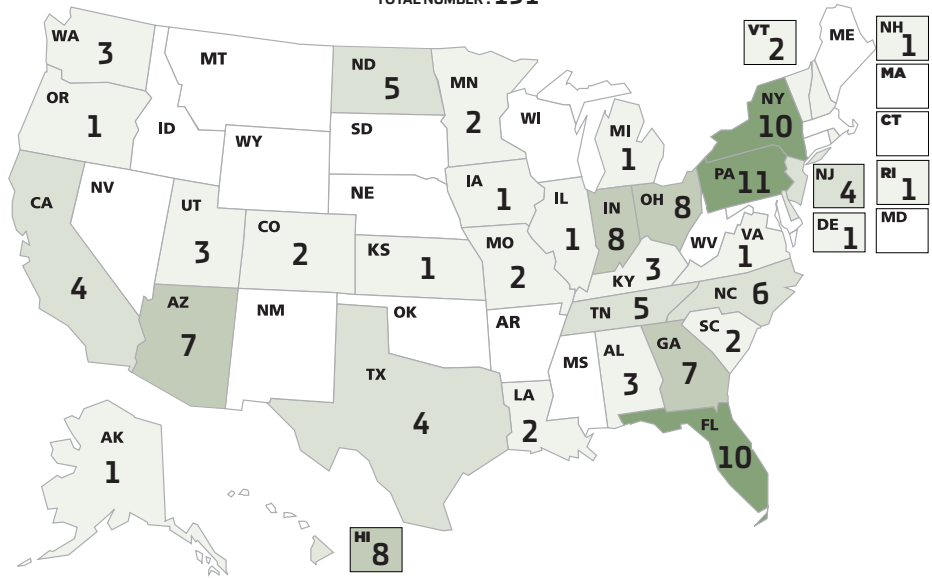 TOTAL NUMBER: 131
WA 3
MT
ND 5
MN 2
VT 2
ME
NH 1
MA
OR 1
ID
WY
SD
WI
MI 1
NY 10
CT
CA 4
NV
UT 3
CO 2
NE
IA 1
IL 1
IN 8
OH 8
PA 11
NJ 4
RI 1
DE 1
MD
KS 1
MO 2
KY 3
WV
VA 1
AZ 7
NM
OK
AR
TN 5
NC 6
SC 2
TX 4
LA 2
MS
AL 3
GA 7
FL 10
AK 1
HI 8